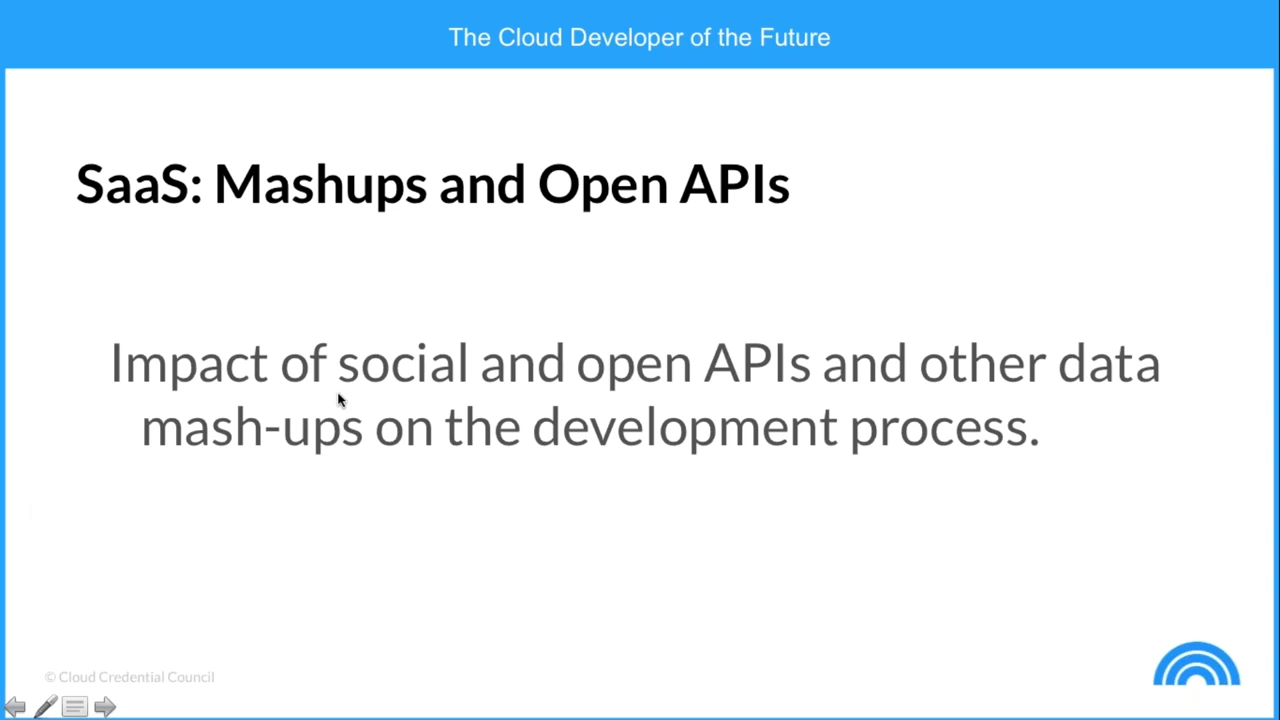 The Cloud Developer of the Future
SaaS: Mashups and Open APIs
Impact of social and open APIs and other data
mash-ups on the development process.
© Cloud Credential Council